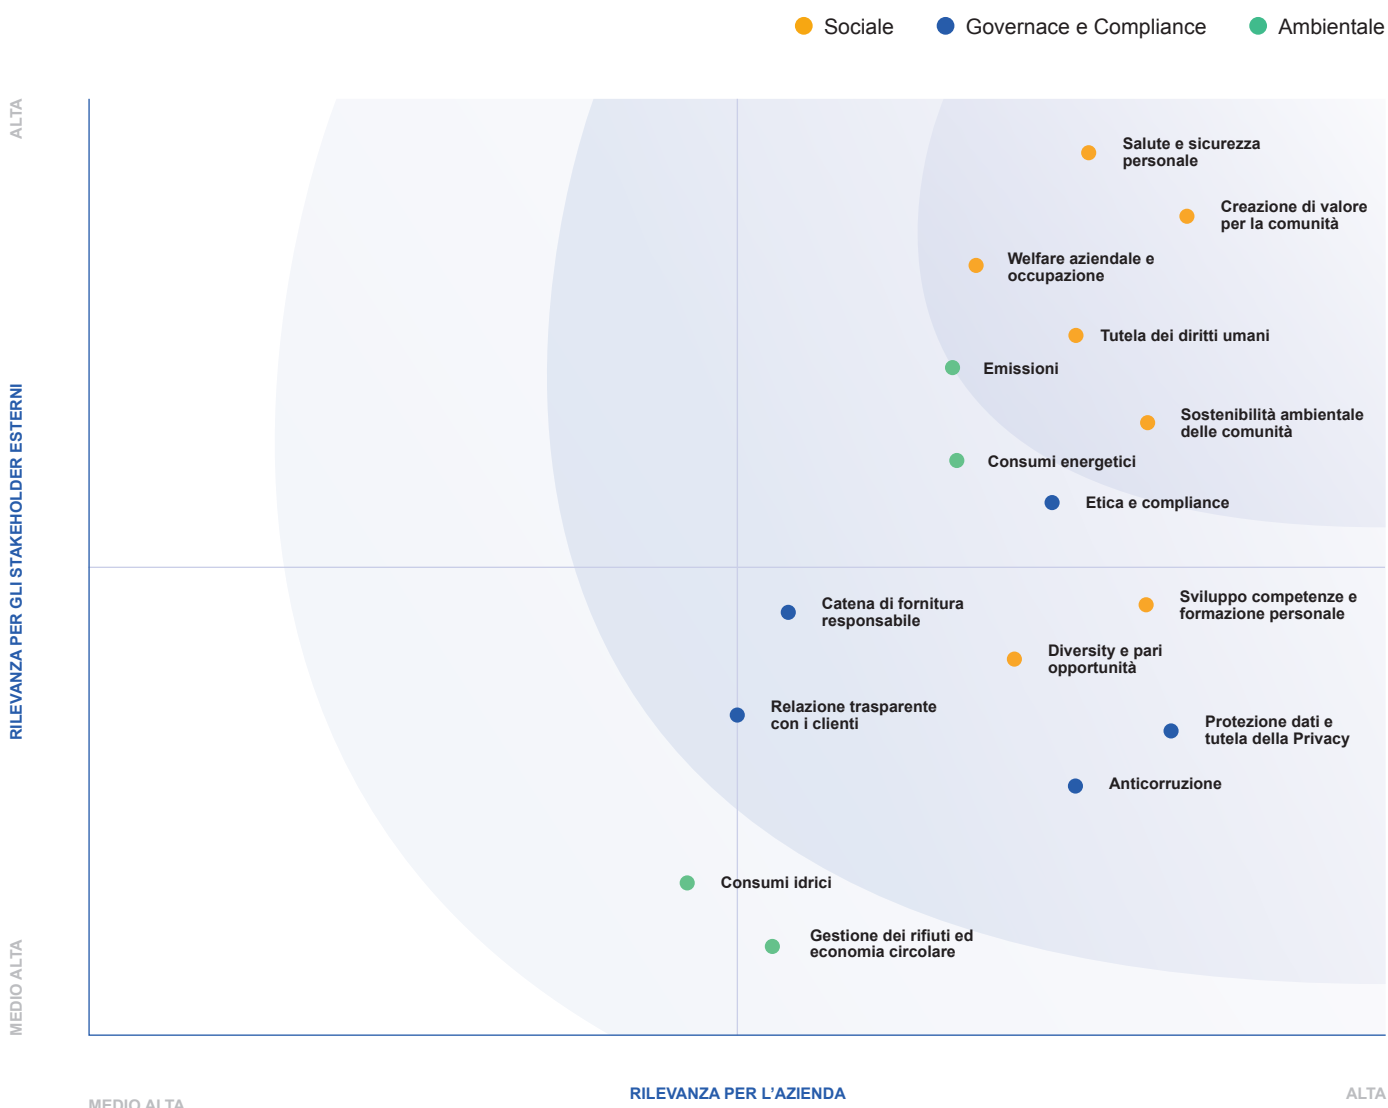 Sociale
Governace e Compliance
Ambientale
ALTA
RILEVANZA PER GLI STAKEHOLDER ESTERNI
MEDIO ALTA
Salute e sicurezza
personale
Creazione di valore
per la comunità
Welfare aziendale e
occupazione
Tutela dei diritti umani
Emissioni
Sostenibilità ambientale
delle comunità
Consumi energetici
Etica e compliance
Sviluppo competenze e
formazione personale
Catena di fornitura
responsabile
Diversity e pari
opportunità
Relazione trasparente
con i clienti
Protezione dati e
tutela della Privacy
Anticorruzione
Consumi idrici
Gestione dei rifiuti ed
economia circolare
MEDIO ALTA
RILEVANZA PER L’AZIENDA
ALTA